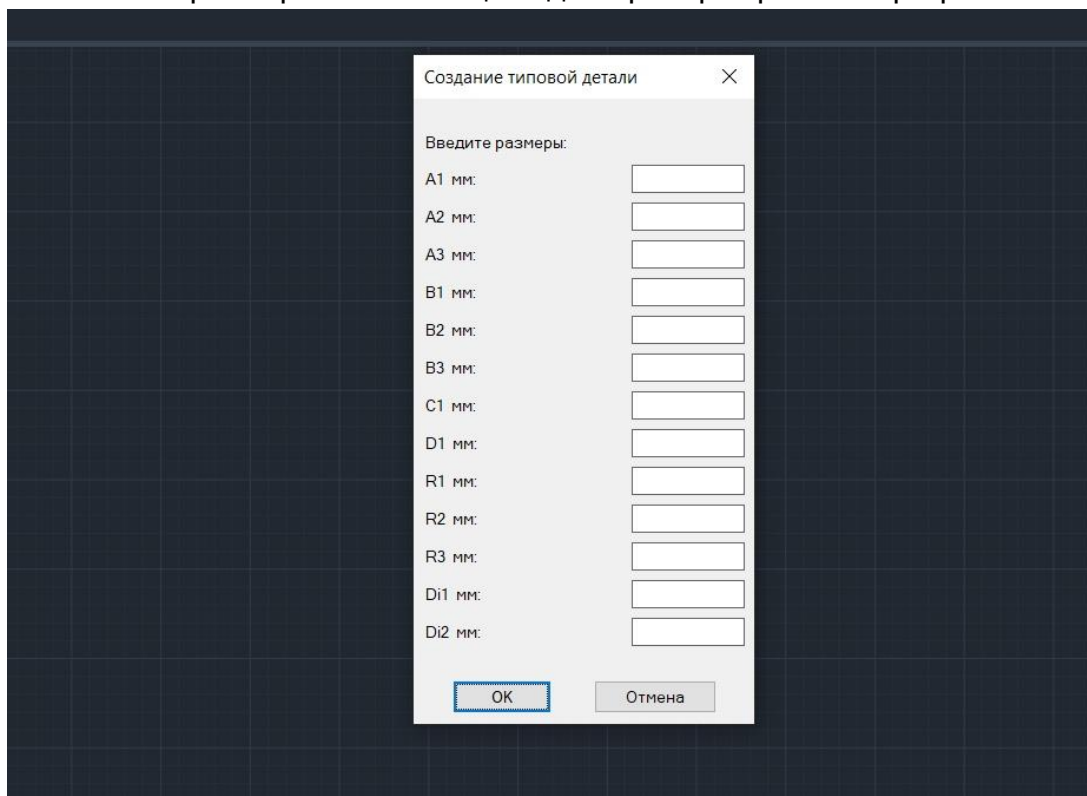 Создание типовой детали
Введите размеры:
A1 мм:
A2 мм:
A3 мм:
B1 мм:
B2 мм:
B3 мм:
C1 мм:
D1 мм:
R1 мм:
R2 мм:
R3 мм:
Di1 мм:
Di2 мм:
OK Отмена